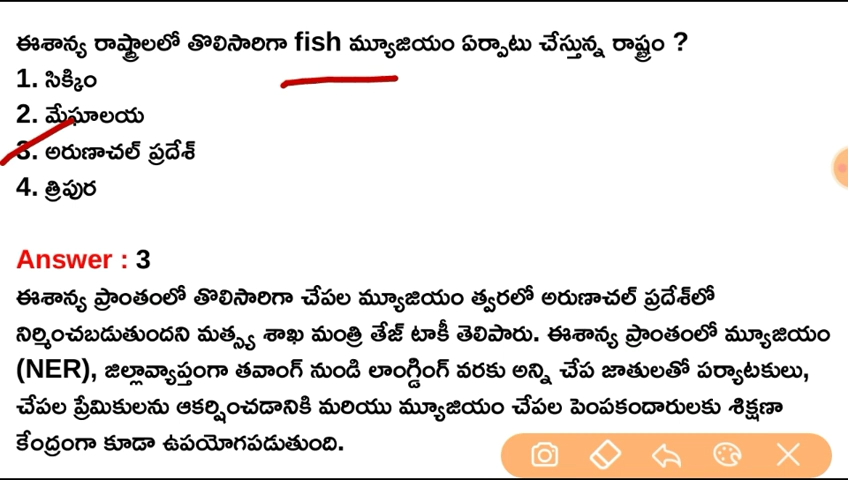 ఈశాన్య రాష్ట్రాలలో తొలిసారిగా fish మ్యూజియం ఏర్పాటు చేస్తున్న రాష్ట్రం ?
1. సిక్కిం
2. మేఘాలయ
3. అరుణాచల్ ప్రదేశ్
4. త్రిపుర
Answer : 3
ఈశాన్య ప్రాంతంలో తొలిసారిగా చేపల మ్యూజియం త్వరలో అరుణాచల్ ప్రదేశ్‌లో
నిర్మించబడుతుందని మత్స్య శాఖ మంత్రి తేజ్ టాకీ తెలిపారు. ఈశాన్య ప్రాంతంలో మ్యూజియం
(NER), జిల్లావ్యాప్తంగా తవాంగ్ నుండి లాంగ్డింగ్ వరకు అన్ని చేప జాతులతో పర్యాటకులు,
చేపల ప్రేమికులను ఆకర్షించడానికి మరియు మ్యూజియం చేపల పెంపకందారులకు శిక్షణా
కేంద్రంగా కూడా ఉపయోగపడుతుంది.